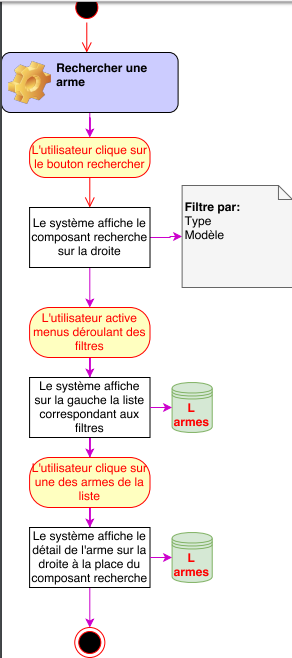 Rechercher une
arme
L'utilisateur clique sur
le bouton rechercher
Le système affiche le
composant recherche
sur la droite
Filtre par:
Type
Modèle
L'utilisateur active
menus déroulant des
filtres
Le système affiche
sur la gauche la liste
correspondant aux
filtres
L
armes
L'utilisateur clique sur
une des armes de la
liste
Le système affiche le
détail de l'arme sur la
droite à la place du
composant recherche
L
armes